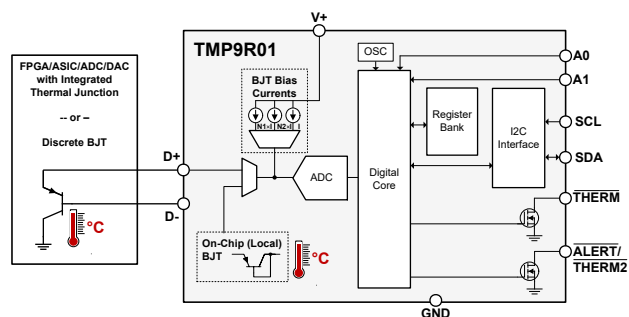 FPGA/ASIC/ADC/DAC
with Integrated
Thermal Junction
-- or –
Discrete BJT
°C
V+
TMP9R01
OSC
BJT Bias
Currents
N1×I N2×I I
D+
D-
ADC
On-Chip (Local)
BJT
°C
Digital
Core
Register
Bank
I2C
Interface
A0
A1
SCL
SDA
THERM
ALERT/
THERM2
GND